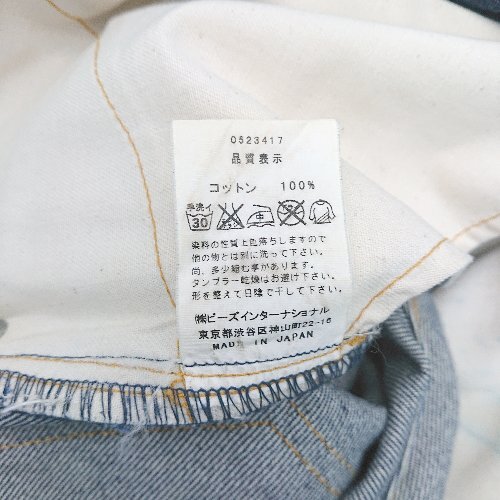 0523417
品質表示
コットン 100%
手洗イ
30
染料の性質上色落ちしますので
他の物とは別に洗って下さい。
尚、多少縮む事があります。
タンブラー乾燥はお避け下さい。
形を整えて日陰で干して下さい。
㈱ビーズインターナショナル
東京都渋谷区神山町22-16
MADE IN JAPAN